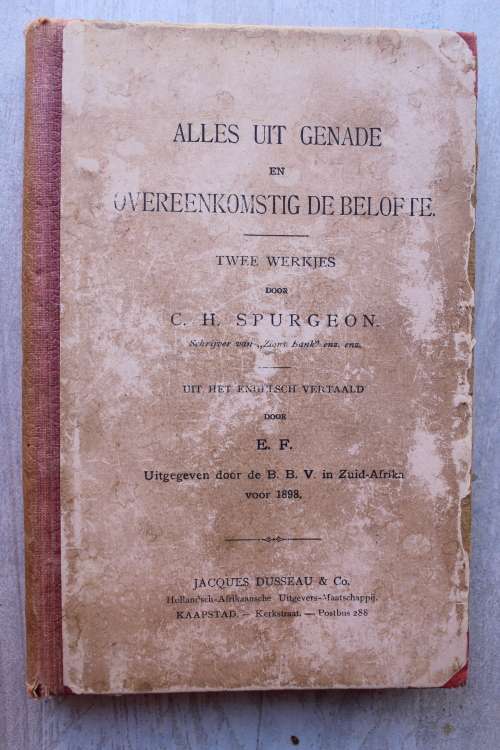 ALLES UIT GENADE
EN
OVEREENKOMSTIG DE BELOFTE.
TWEE WERKJES
DOOR
C. H. SPURGEON.
Schrijver van „Zions bank" enz. enz.
UIT HET ENGELSCH VERTAALD
DOOR
E. F.
Uitgegeven door de B. B. V. in Zuid-Afrika
voor 1898.
JACQUES DUSSEAU & Co.
Hollandsch-Afrikaansche Uitgevers-Maatschappij.
KAAPSTAD. — Kerkstraat. — Postbus 288